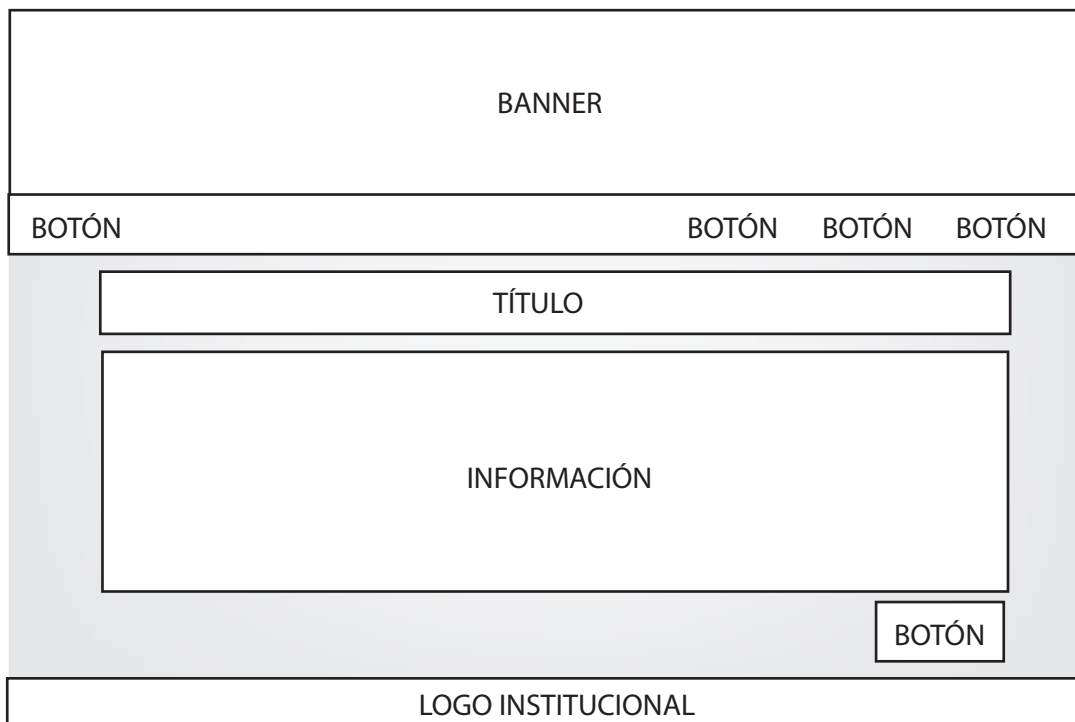 BANNER
BOTÓN BOTÓN BOTÓN BOTÓN
TÍTULO
INFORMACIÓN
BOTÓN
LOGO INSTITUCIONAL